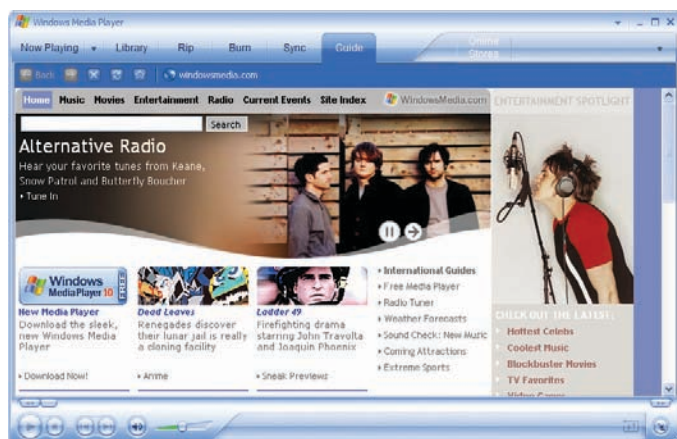 Windows Media Player
Now Playing Library Rip Burn Sync Guide Online Stores
Back windowsmedia.com
Home Music Movies Entertainment Radio Current Events Site Index WindowsMedia.com
ENTERTAINMENT SPOTLIGHT
Search
Alternative Radio
Hear your favorite tunes from Keane,
Snow Patrol and Butterfly Boucher
Tune In
Windows
Media Player 10
FREE
New Media Player
Download the sleek,
new Windows Media
Player
Download Now!
Dead Leaves
Renegades discover
their lunar jail is really
a cloning facility
Anime
Ladder 49
Firefighting drama
starring John Travolta
and Joaquin Phoenix
Sneak Previews
International Guides
Free Media Player
Radio Tuner
Weather Forecasts
Sound Check: New Music
Coming Attractions
Extreme Sports
CHECK OUT THE LATEST:
Hottest Celebs
Coolest Music
Blockbuster Movies
TV Favorites
Video Games